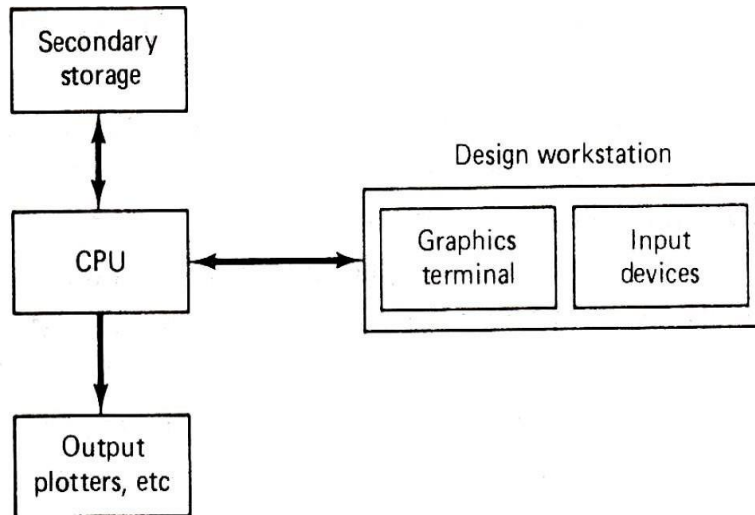 Secondary
storage
Design workstation
CPU
Graphics
terminal
Input
devices
Output
plotters, etc